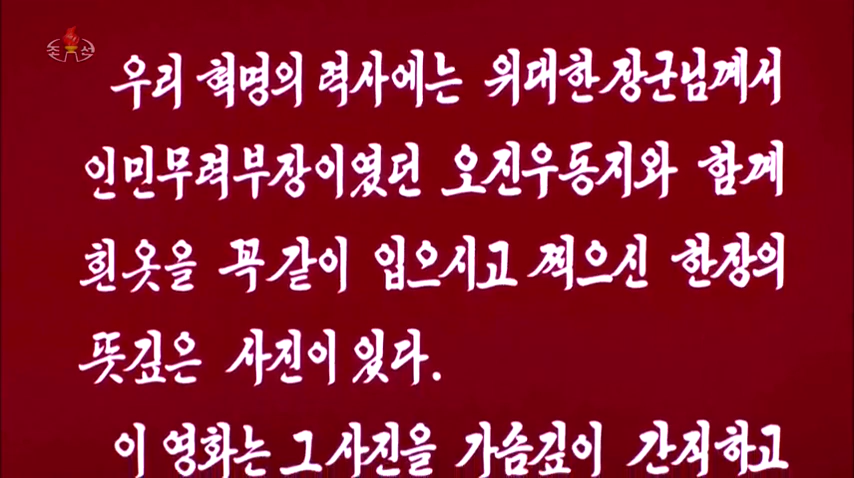 조선
우리 혁명의 력사에는 위대한 장군님께서
인민무력부장이였던 오진우동지와 함께
흰옷을 꼭같이 입으시고 찍으신 한장의
뜻깊은 사진이 있다.
이 영화는 그 사진을 가슴깊이 간직하고